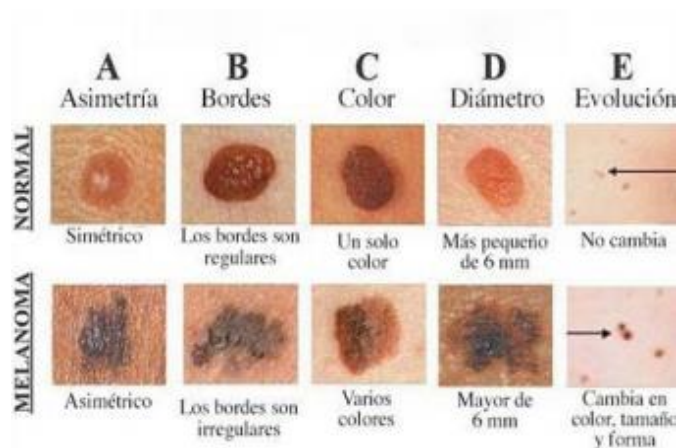 A B C D E
Asimetría Bordes Color Diámetro Evolución
NORMAL
Simétrico Los bordes son regulares Un solo color Más pequeño de 6 mm No cambia
MELANOMA
Asimétrico Los bordes son irregulares Varios colores Mayor de 6 mm Cambia en color, tamaño y forma